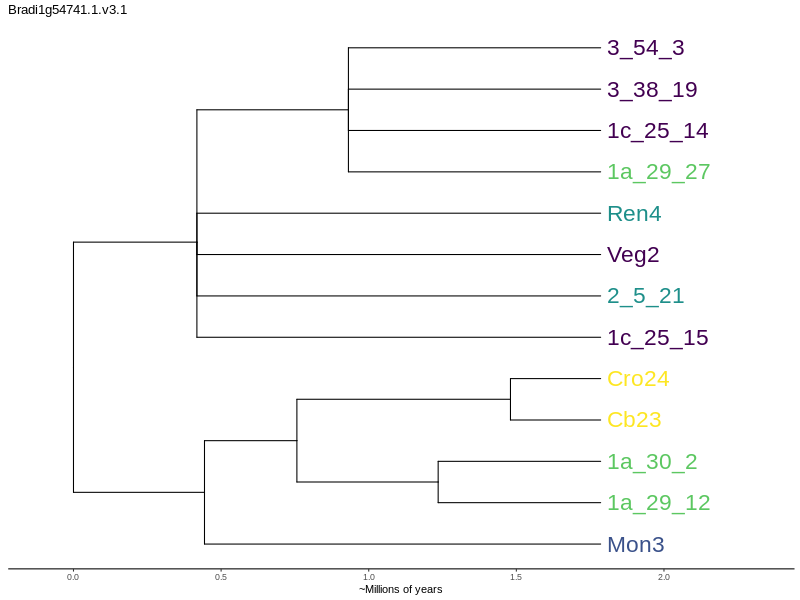 Bradi1g54741.1.v3.1
3_54_3
3_38_19
1c_25_14
1a_29_27
Ren4
Veg2
2_5_21
1c_25_15
Cro24
Cb23
1a_30_2
1a_29_12
Mon3
0.0 0.5 1.0 1.5 2.0
~Millions of years